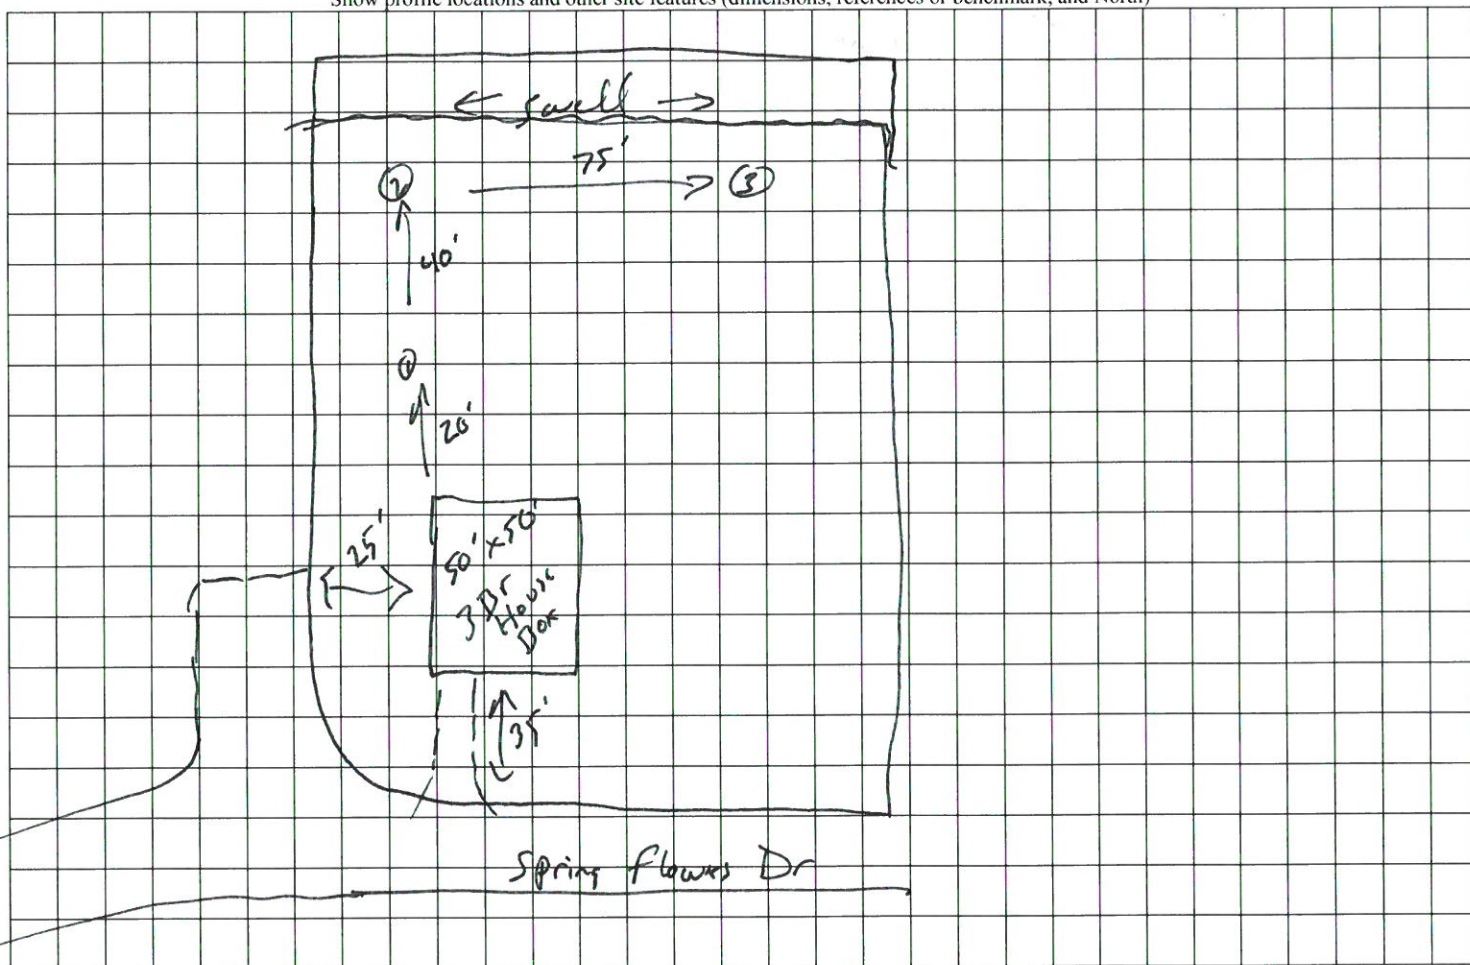 Show profile locations and other site features (dimensions, references or benchmark, and North)
← swell →
75'
② → ③
40'
①
20'
25'
50' x 50'
3 Br
House
Box
35'
Spring Flowers Dr